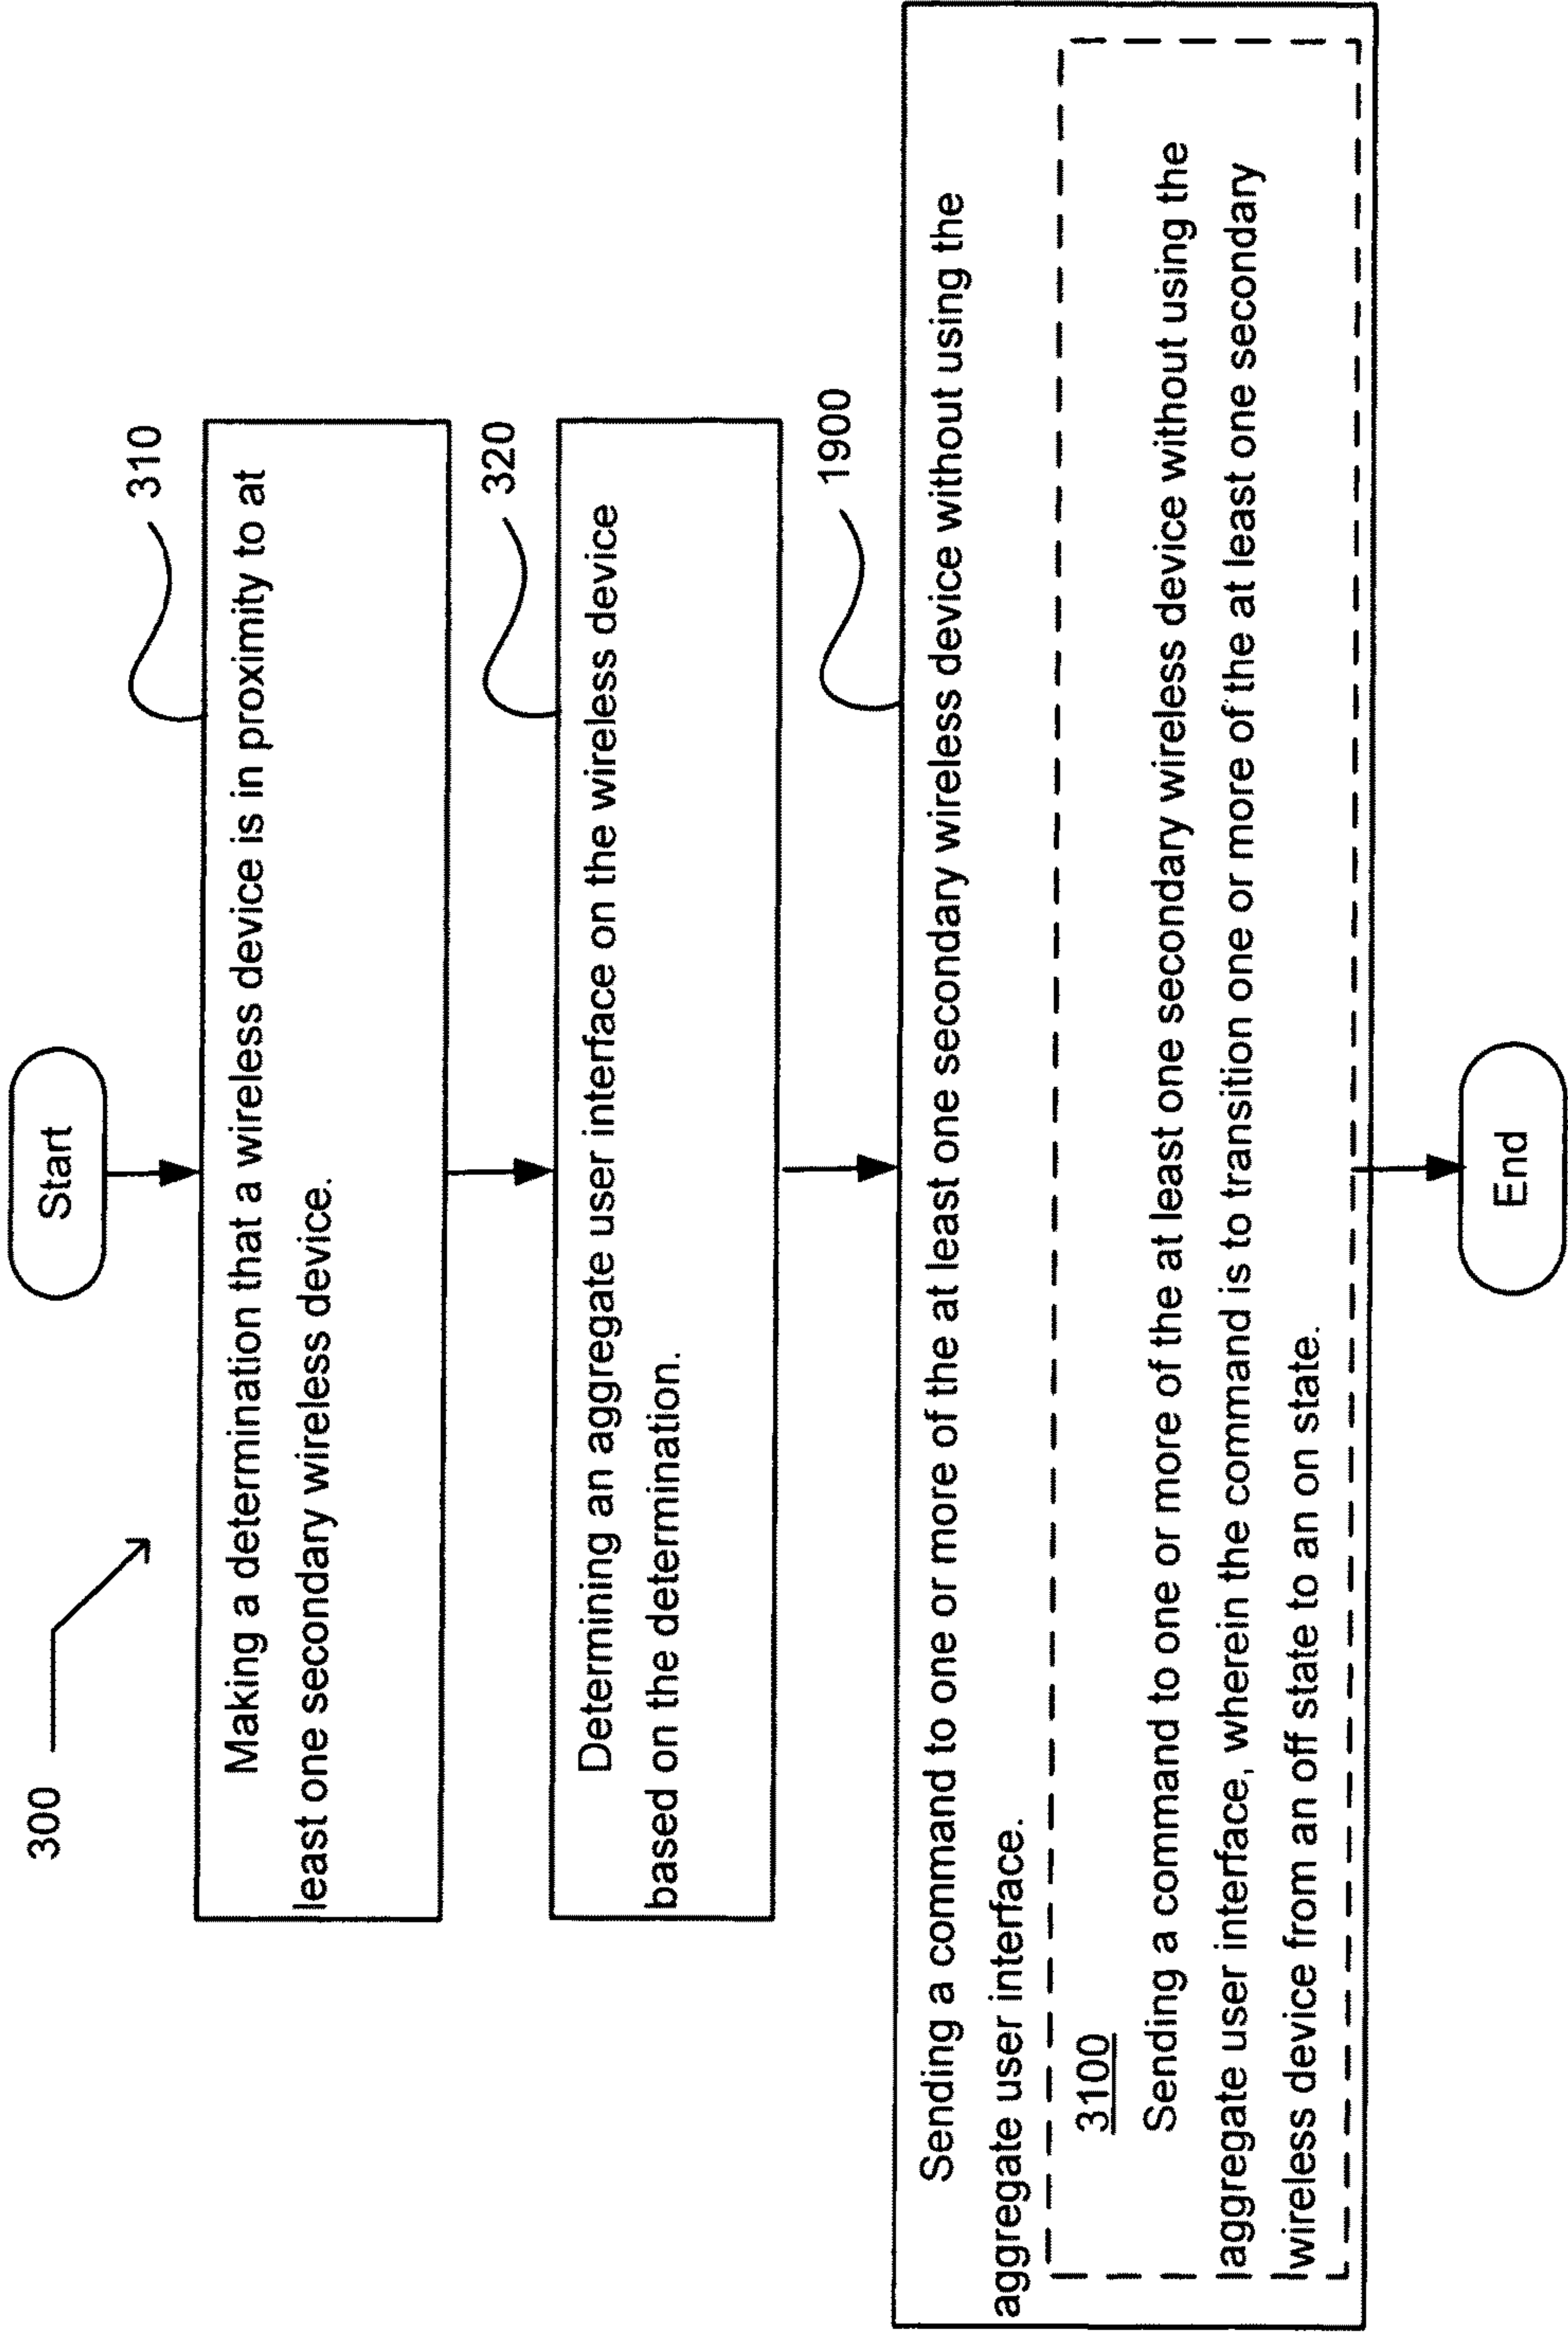 300
Start
310
Making a determination that a wireless device is in proximity to at
least one secondary wireless device.
320
Determining an aggregate user interface on the wireless device
based on the determination.
1900
Sending a command to one or more of the at least one secondary wireless device without using the
aggregate user interface.
3100
Sending a command to one or more of the at least one secondary wireless device without using the
aggregate user interface, wherein the command is to transition one or more of the at least one secondary
wireless device from an off state to an on state.
End